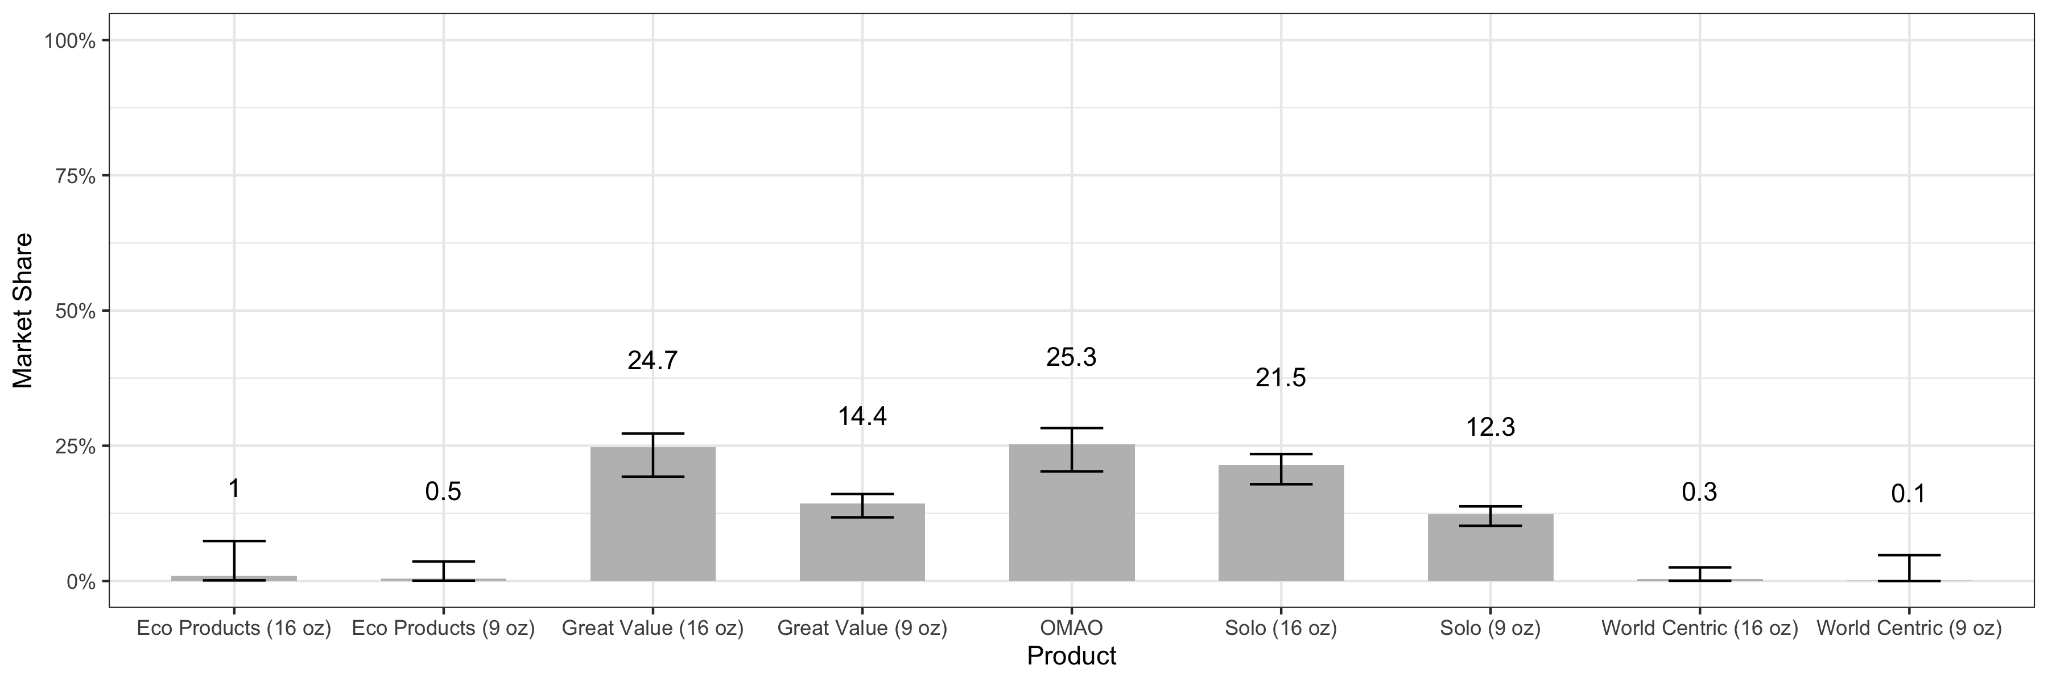 100%
75%
50%
25%
0%
Market Share
1
0.5
24.7
14.4
25.3
21.5
12.3
0.3
0.1
Eco Products (16 oz)
Eco Products (9 oz)
Great Value (16 oz)
Great Value (9 oz)
OMAO
Solo (16 oz)
Solo (9 oz)
World Centric (16 oz)
World Centric (9 oz)
Product